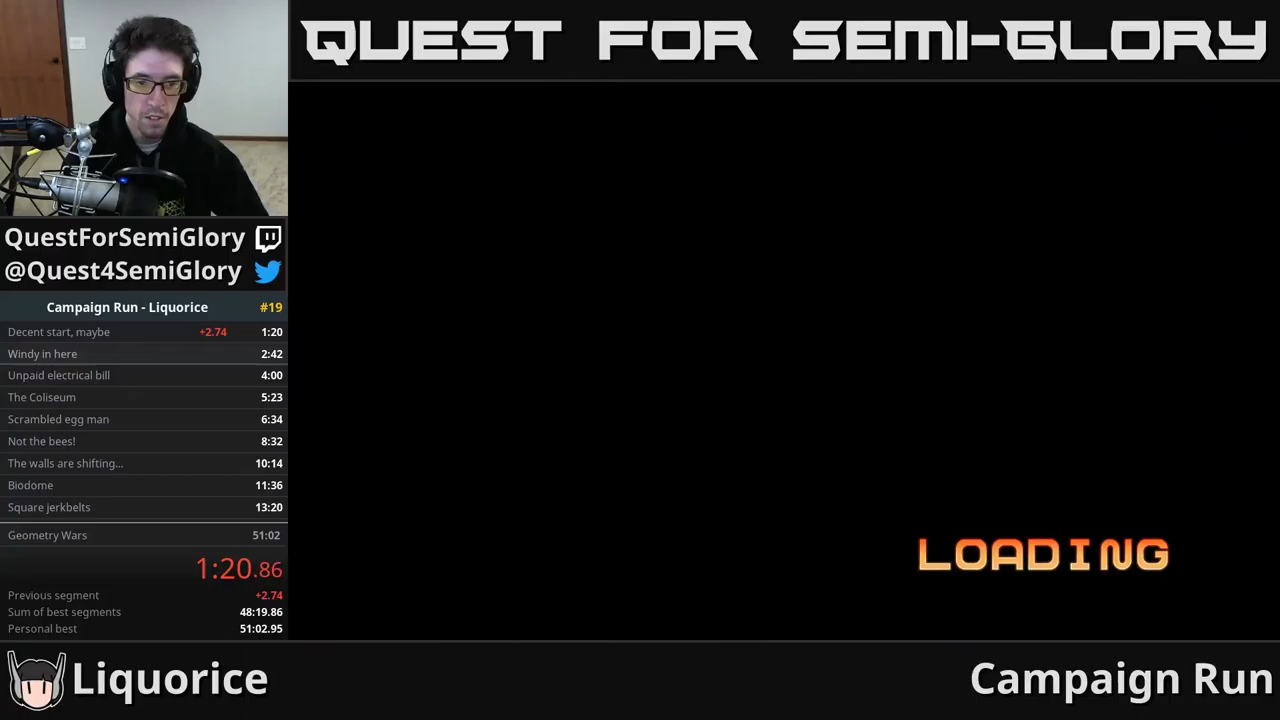 QUEST FOR SEMI-GLORY
QuestForSemiGlory
@Quest4SemiGlory
Campaign Run - Liquorice #19
Decent start, maybe +2.74 1:20
Windy in here 2:42
Unpaid electrical bill 4:00
The Coliseum 5:23
Scrambled egg man 6:34
Not the bees! 8:32
The walls are shifting... 10:14
Biodome 11:36
Square jerkbelts 13:20
Geometry Wars 51:02
1:20.86
Previous segment +2.74
Sum of best segments 48:19.86
Personal best 51:02.95
LOADING
Liquorice
Campaign Run